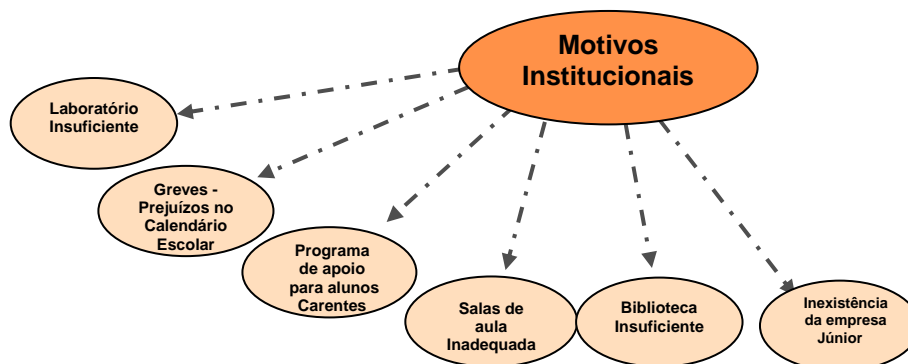 Motivos
Institucionais
Laboratório
Insuficiente
Greves -
Prejuízos no
Calendário
Escolar
Programa
de apoio
para alunos
Carentes
Salas de
aula
Inadequada
Biblioteca
Insuficiente
Inexistência
da empresa
Júnior